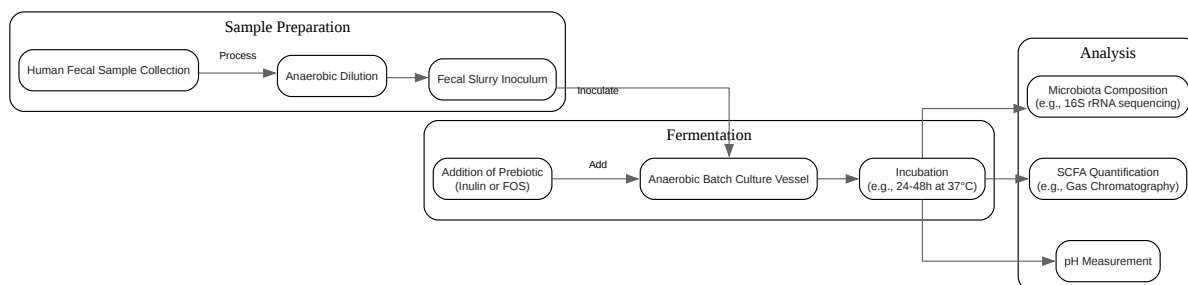 Sample Preparation
Human Fecal Sample Collection
Process
Anaerobic Dilution
Fecal Slurry Inoculum
Inoculate
Fermentation
Addition of Prebiotic
(Inulin or FOS)
Add
Anaerobic Batch Culture Vessel
Incubation
(e.g., 24-48h at 37°C)
Analysis
Microbiota Composition
(e.g., 16S rRNA sequencing)
SCFA Quantification
(e.g., Gas Chromatography)
pH Measurement